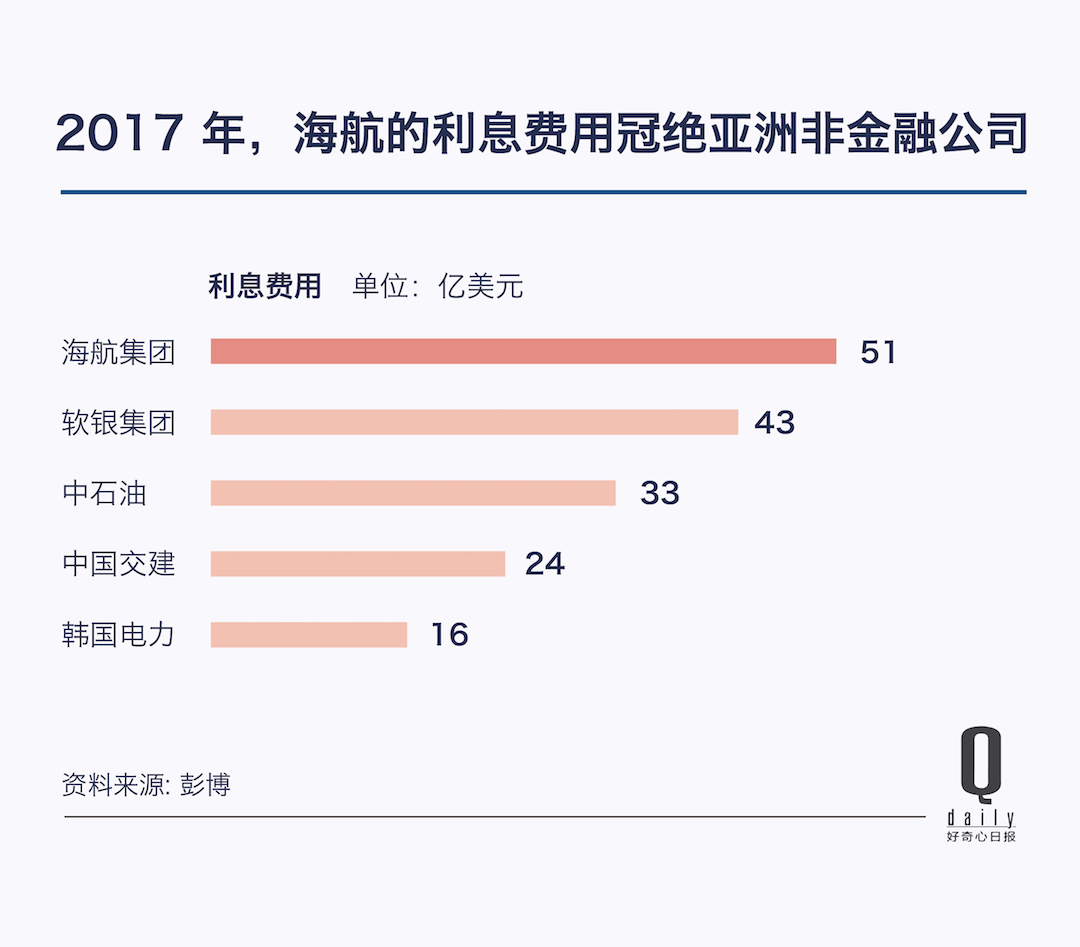 2017 年，海航的利息费用冠绝亚洲非金融公司
利息费用 单位：亿美元
海航集团 51
软银集团 43
中石油 33
中国交建 24
韩国电力 16
资料来源: 彭博
Q
daily
好奇心日报